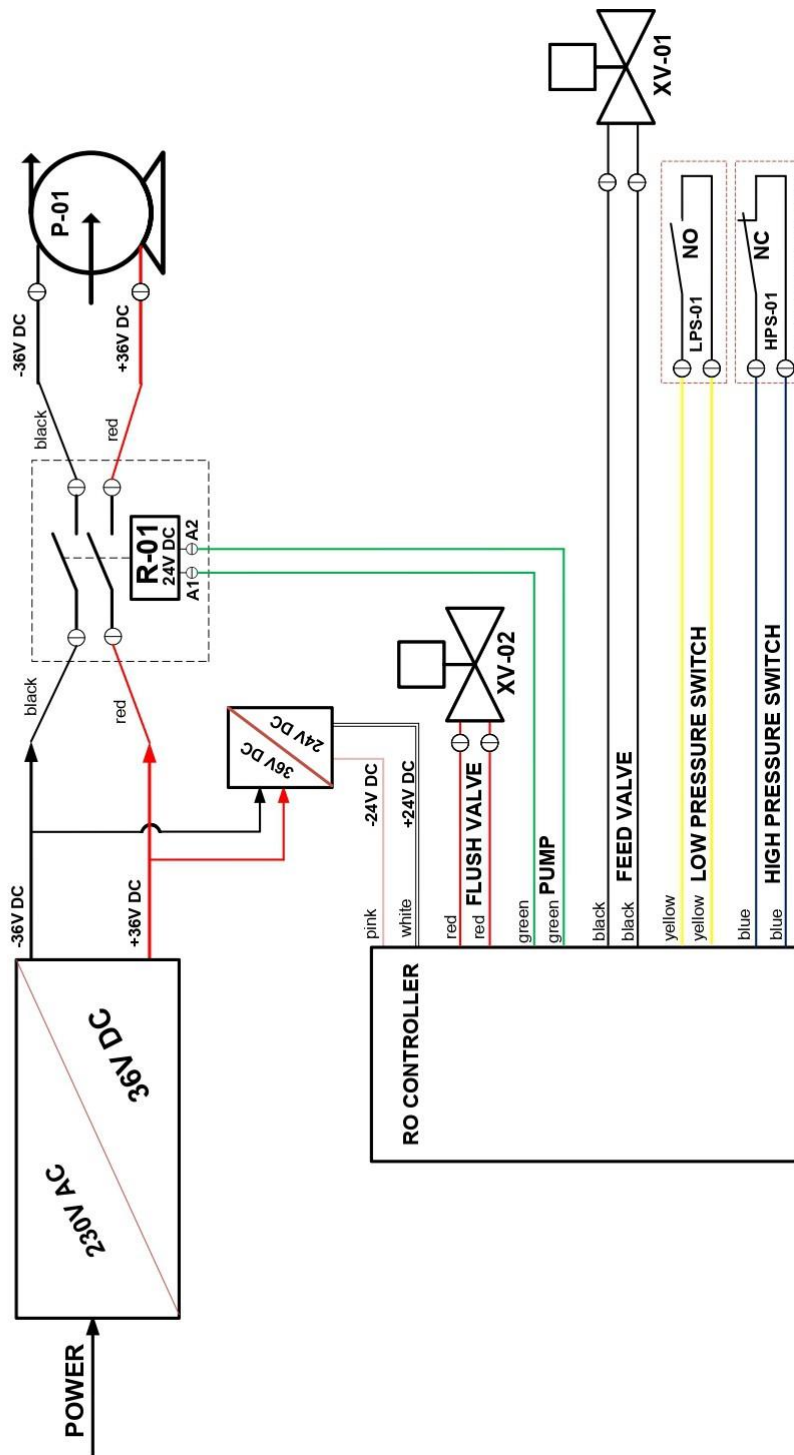 POWER
230V AC
36V DC
-36V DC
+36V DC
black
red
R-01
24V DC
A1
A2
black
red
-36V DC
+36V DC
P-01
36V DC
24V DC
-24V DC
+24V DC
RO CONTROLLER
pink
white
red
red
FLUSH VALVE
XV-02
green
green
PUMP
black
black
FEED VALVE
XV-01
yellow
yellow
LOW PRESSURE SWITCH
LPS-01
NO
blue
blue
HIGH PRESSURE SWITCH
HPS-01
NC